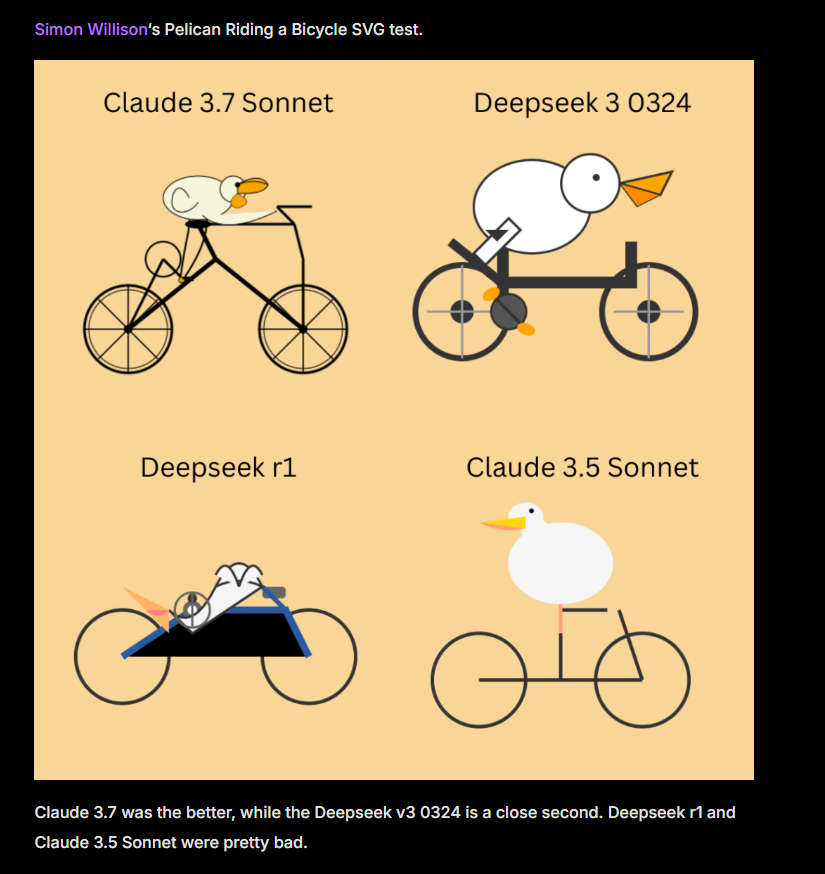 Simon Willison‘s Pelican Riding a Bicycle SVG test.
Claude 3.7 Sonnet
Deepseek 3 0324
Deepseek r1
Claude 3.5 Sonnet
Claude 3.7 was the better, while the Deepseek v3 0324 is a close second. Deepseek r1 and
Claude 3.5 Sonnet were pretty bad.